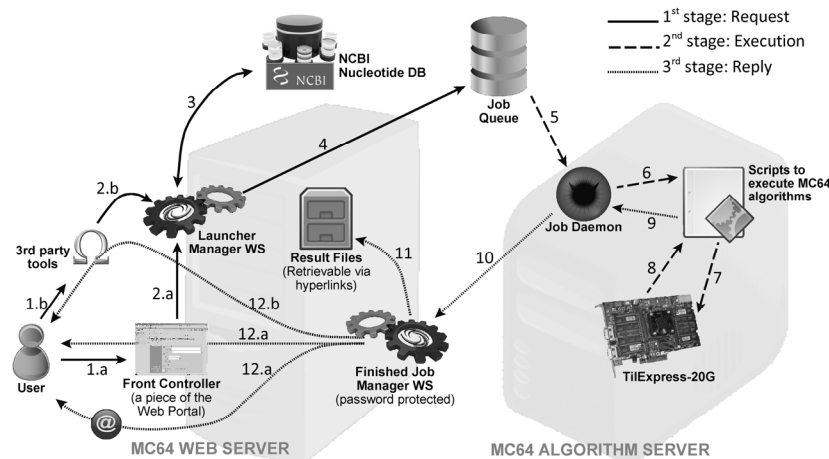 1st stage: Request
2nd stage: Execution
3rd stage: Reply
NCBI
NCBI
Nucleotide DB
Job
Queue
3
4
5
2.b
6
Scripts to
execute MC64
algorithms
Launcher
Manager WS
3rd party
tools
Result Files
(Retrievable via
hyperlinks)
Job Daemon
9
10
11
8
7
1.b
2.a
12.b
12.a
12.a
1.a
User
Front Controller
(a piece of the
Web Portal)
Finished Job
Manager WS
(password protected)
TilExpress-20G
@
MC64 WEB SERVER
MC64 ALGORITHM SERVER